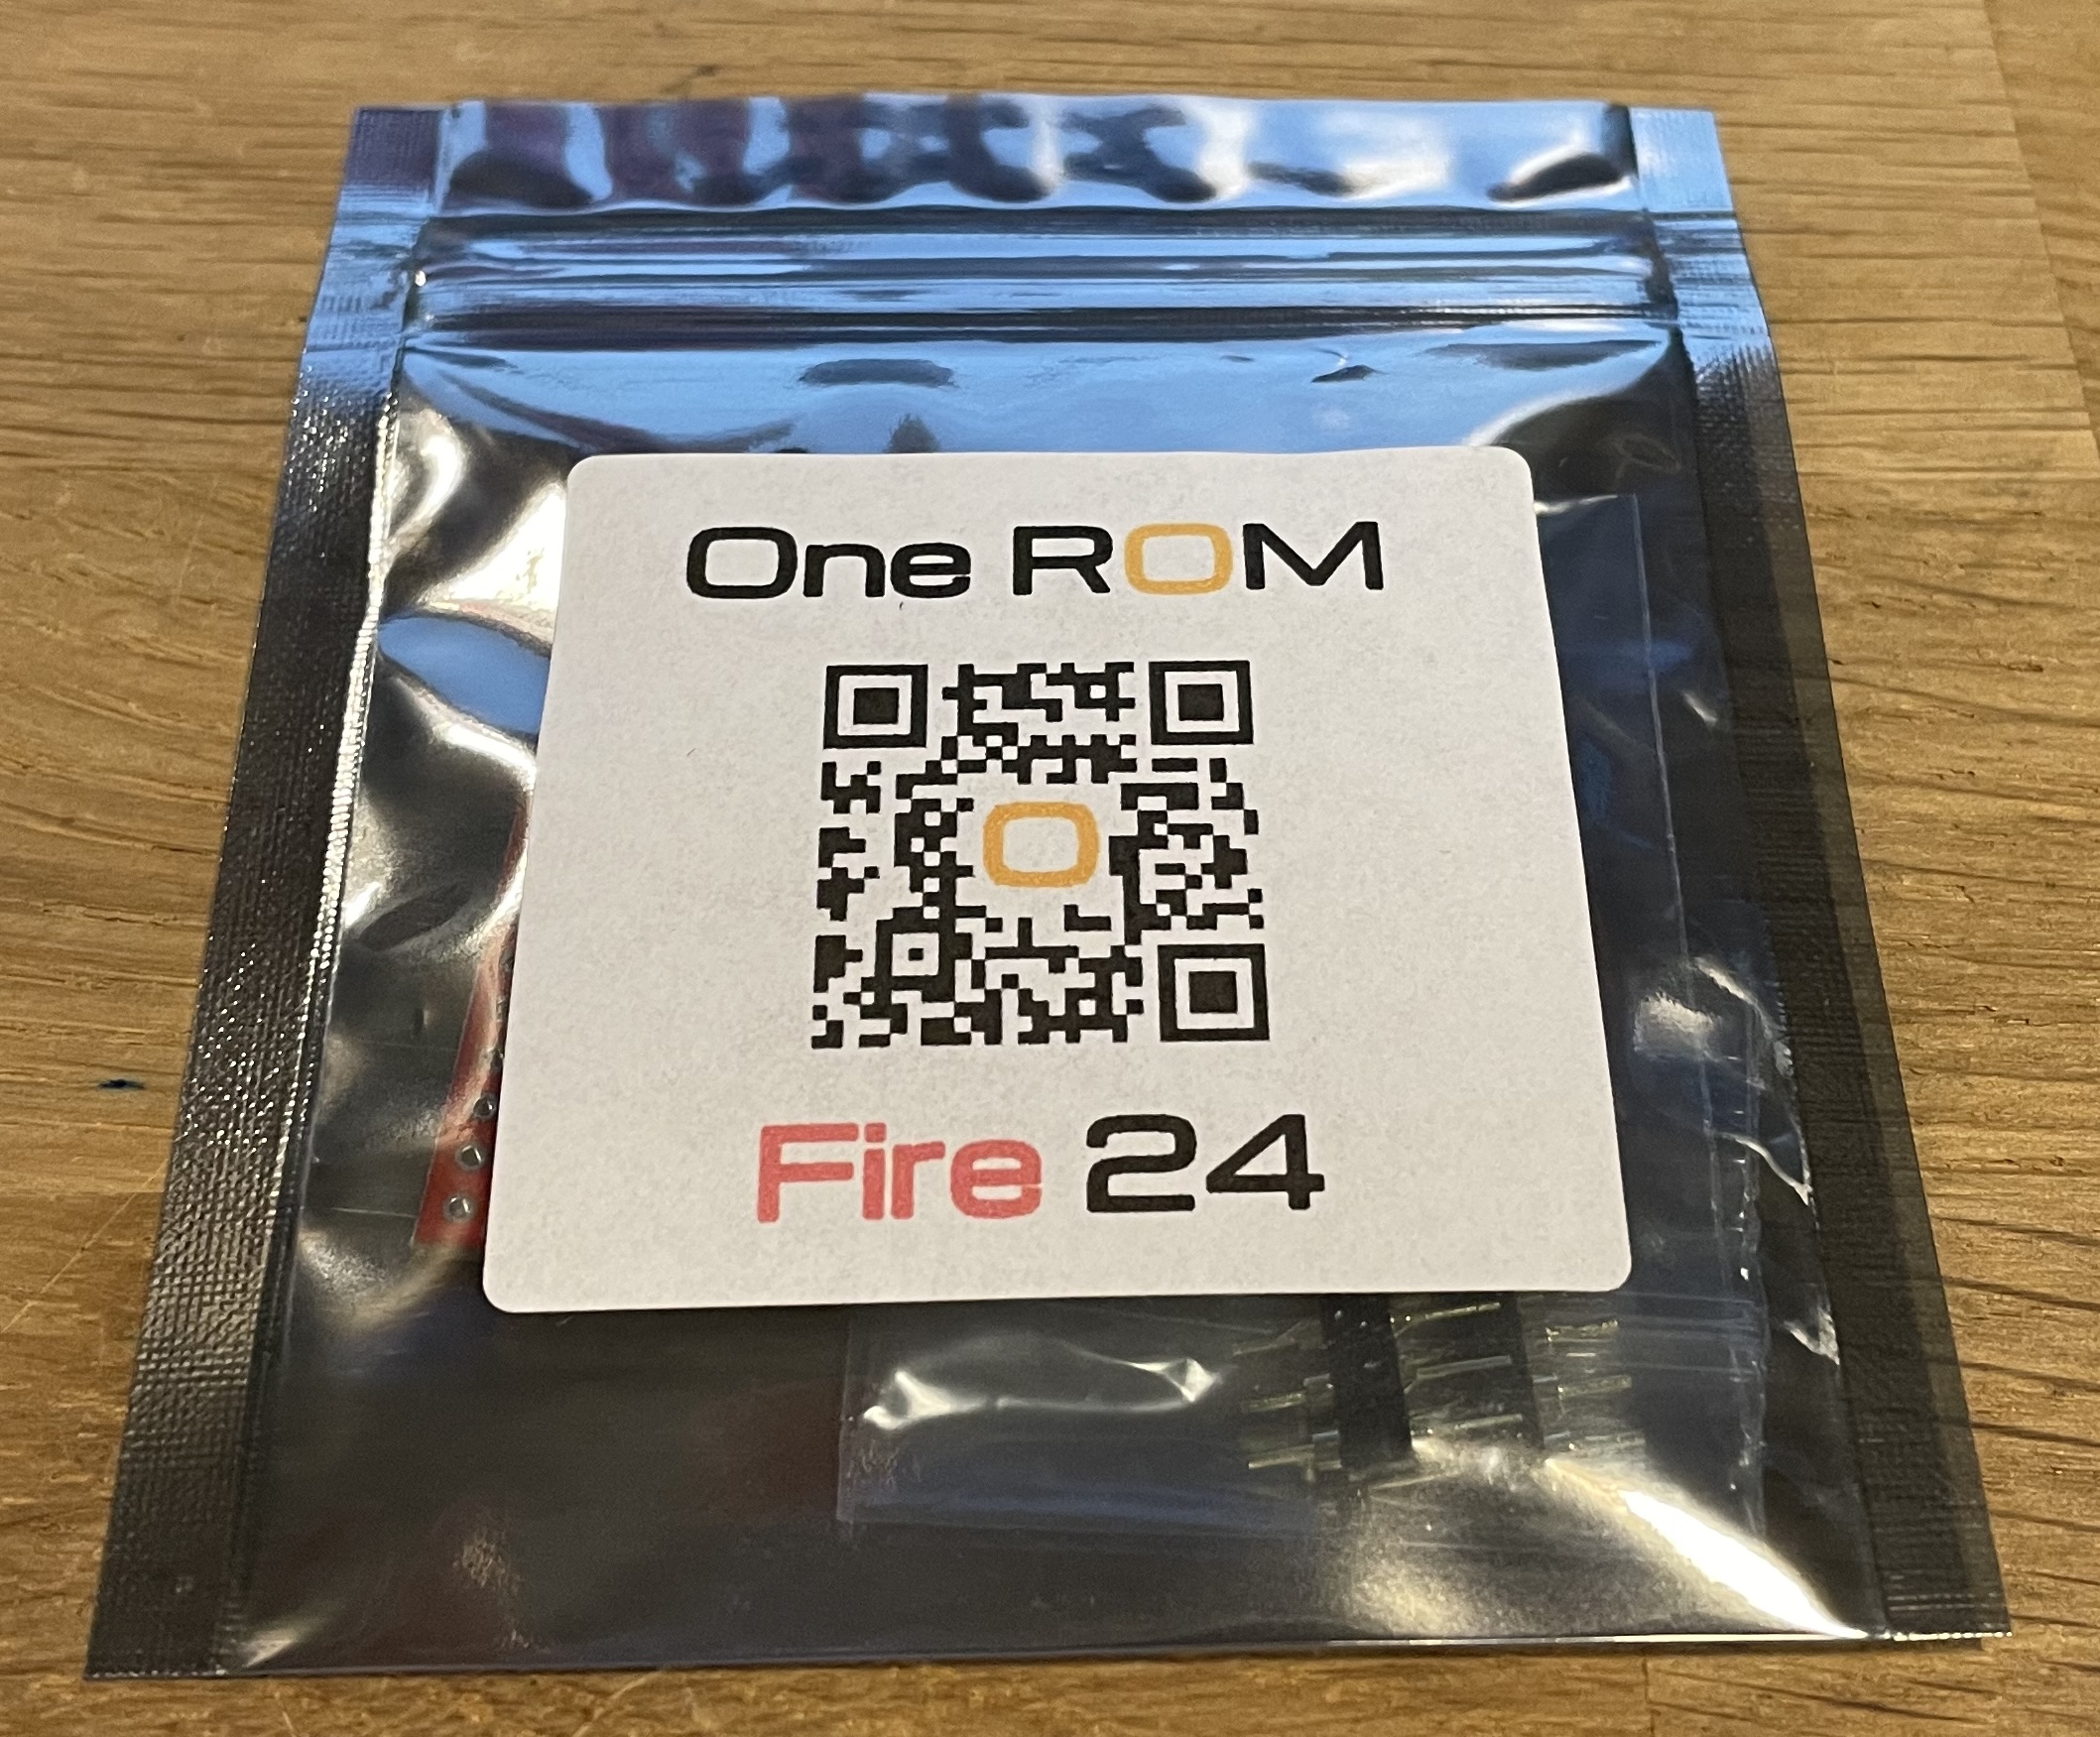 One ROM
O
Fire 24